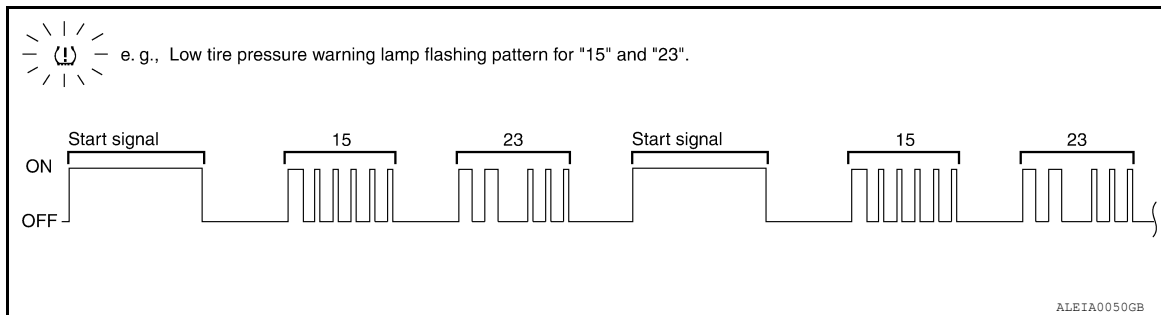 e. g., Low tire pressure warning lamp flashing pattern for "15" and "23".
Start signal 15 23 Start signal 15 23
ON
OFF
ALEIA0050GB